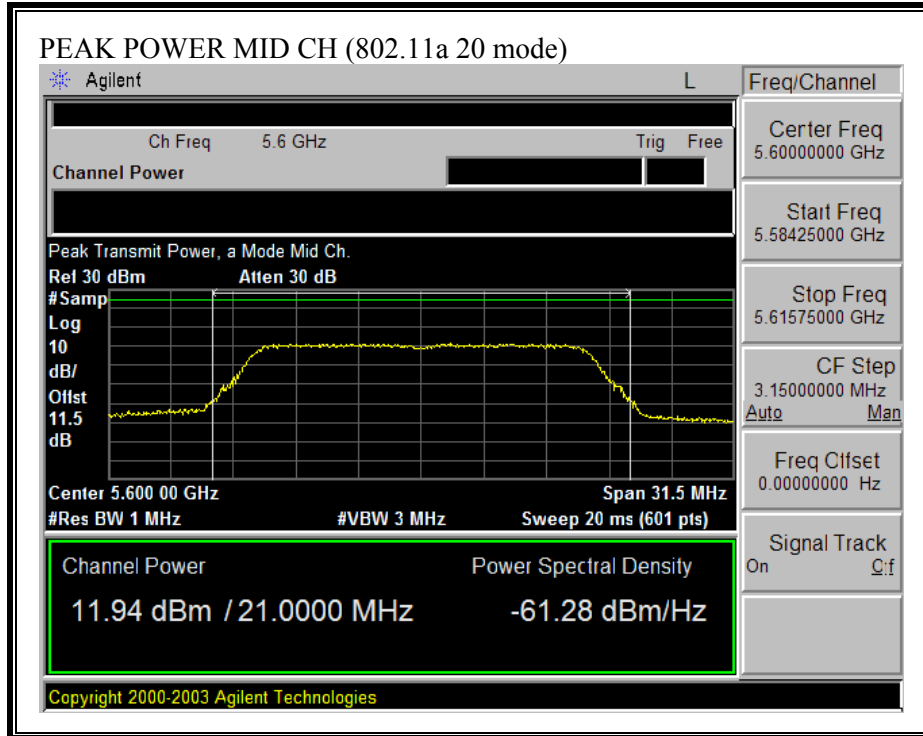 PEAK POWER MID CH (802.11a 20 mode)
Agilent L Freq/Channel
Ch Freq 5.6 GHz Trig Free
Channel Power
Center Freq
5.60000000 GHz
Start Freq
5.58425000 GHz
Stop Freq
5.61575000 GHz
CF Step
3.15000000 MHz
Auto Man
Freq Offset
0.00000000 Hz
Signal Track
On Off
Peak Transmit Power, a Mode Mid Ch.
Ref 30 dBm Atten 30 dB
#Samp
Log
10
dB/
Offst
11.5
dB
Center 5.600 00 GHz Span 31.5 MHz
#Res BW 1 MHz #VBW 3 MHz Sweep 20 ms (601 pts)
Channel Power Power Spectral Density
11.94 dBm / 21.0000 MHz -61.28 dBm/Hz
Copyright 2000-2003 Agilent Technologies